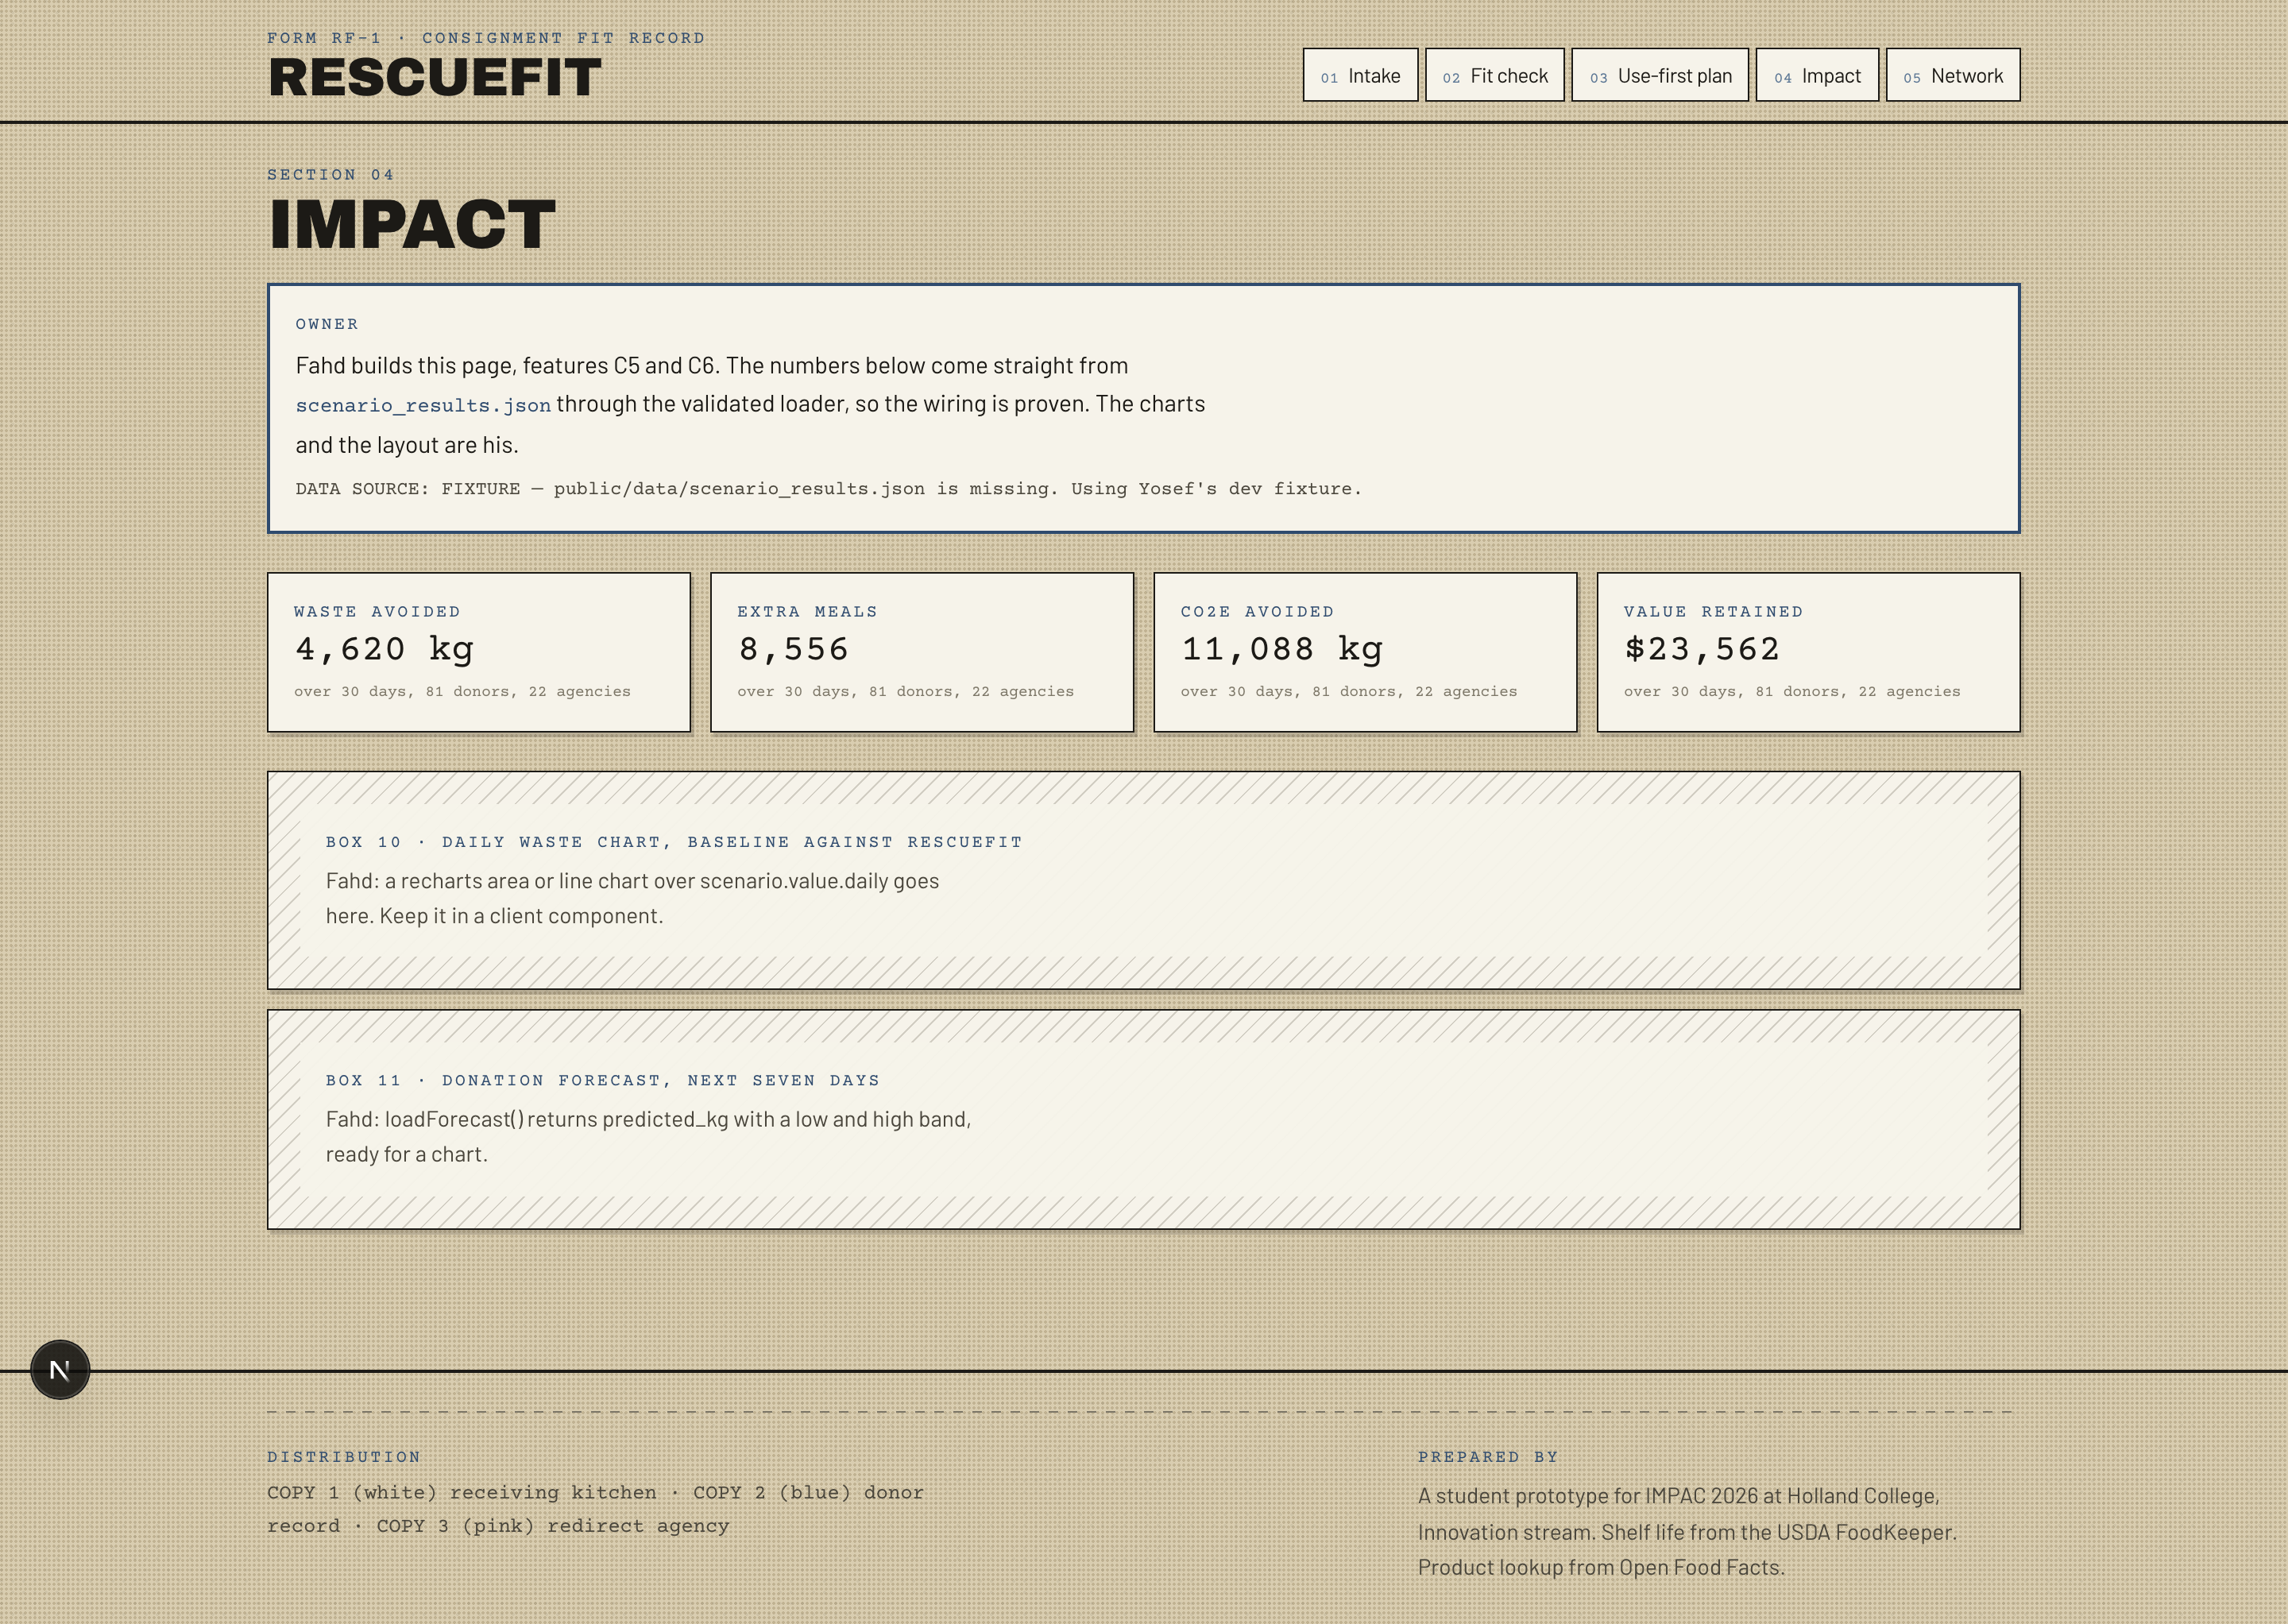 FORM RF-1 · CONSIGNMENT FIT RECORD
RESCUEFIT
01 Intake
02 Fit check
03 Use-first plan
04 Impact
05 Network
SECTION 04
IMPACT
OWNER
Fahd builds this page, features C5 and C6. The numbers below come straight from
scenario_results.json through the validated loader, so the wiring is proven. The charts
and the layout are his.
DATA SOURCE: FIXTURE — public/data/scenario_results.json is missing. Using Yosef's dev fixture.
WASTE AVOIDED
4,620 kg
over 30 days, 81 donors, 22 agencies
EXTRA MEALS
8,556
over 30 days, 81 donors, 22 agencies
CO2E AVOIDED
11,088 kg
over 30 days, 81 donors, 22 agencies
VALUE RETAINED
$23,562
over 30 days, 81 donors, 22 agencies
BOX 10 · DAILY WASTE CHART, BASELINE AGAINST RESCUEFIT
Fahd: a recharts area or line chart over scenario.value.daily goes
here. Keep it in a client component.
BOX 11 · DONATION FORECAST, NEXT SEVEN DAYS
Fahd: loadForecast() returns predicted_kg with a low and high band,
ready for a chart.
N
DISTRIBUTION
COPY 1 (white) receiving kitchen · COPY 2 (blue) donor
record · COPY 3 (pink) redirect agency
PREPARED BY
A student prototype for IMPAC 2026 at Holland College,
Innovation stream. Shelf life from the USDA FoodKeeper.
Product lookup from Open Food Facts.